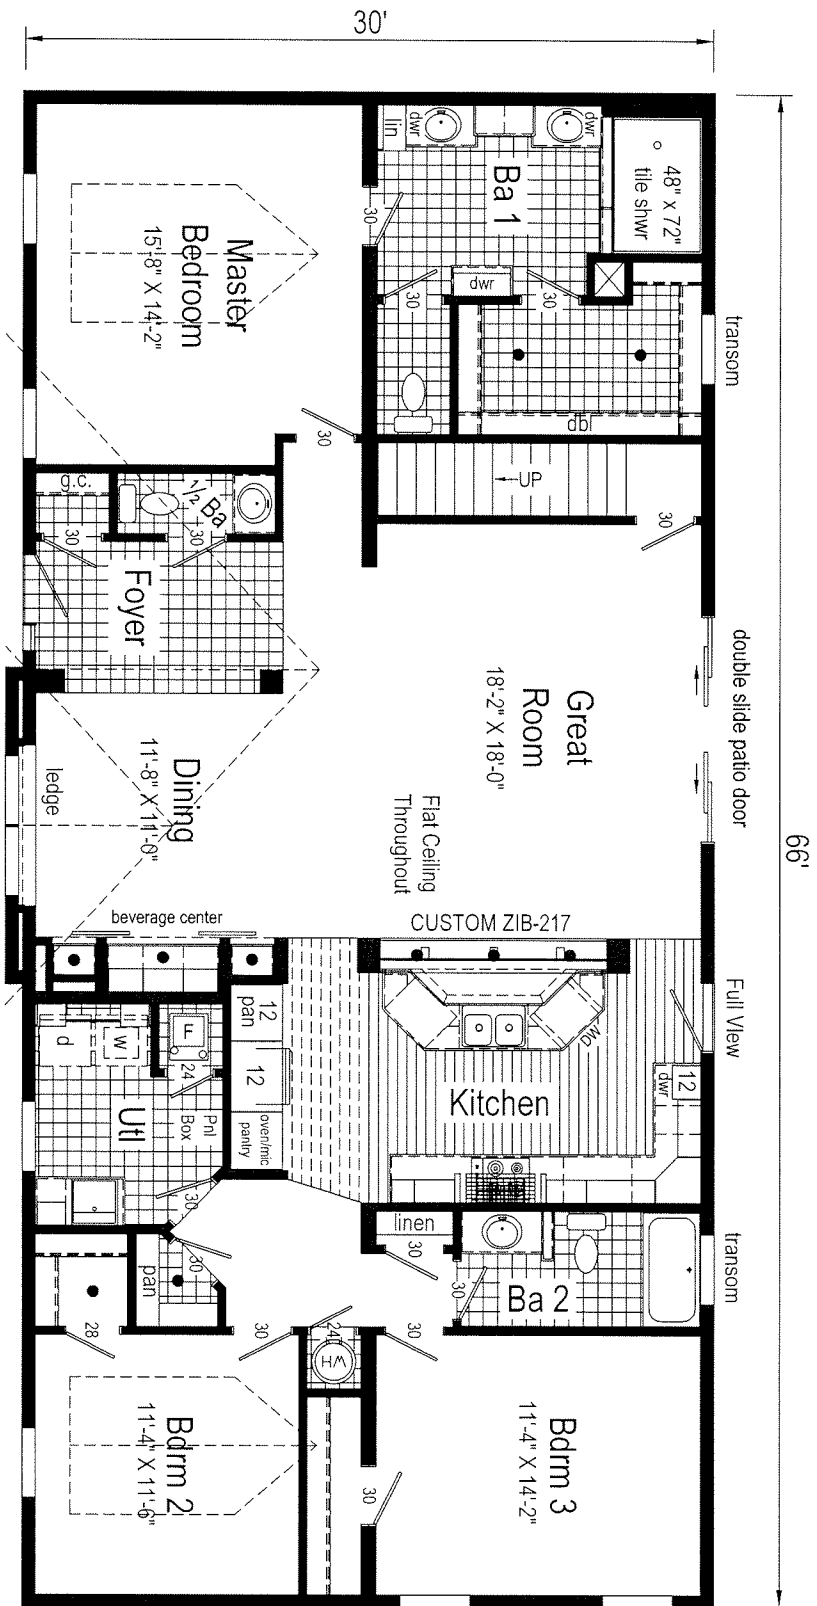 30'
66'
lin
dwr
dwr
48" X 72"
tile shwr
Ba 1
30
dwr
30
30
transom
Master
Bedroom
15'-8" X 14'-2"
dbl
30
UP
30
g.c.
1/2 Ba
30
30
Foyer
Great
Room
18'-2" X 18'-0"
double slide patio door
Dining
11'-8" X 11'-0"
ledge
Flat Ceiling
Throughout
beverage center
CUSTOM ZIB-217
Full View
12
pan
12
oven/mic
pantry
DW
Kitchen
12
dwr
F
W
d
24
Utl
Pnl
Box
30
30
pan
linen
30
30
Ba 2
transom
28
30
24
WH
30
Bdrm 2
11'-4" X 11'-6"
30
Bdrm 3
11'-4" X 14'-2"